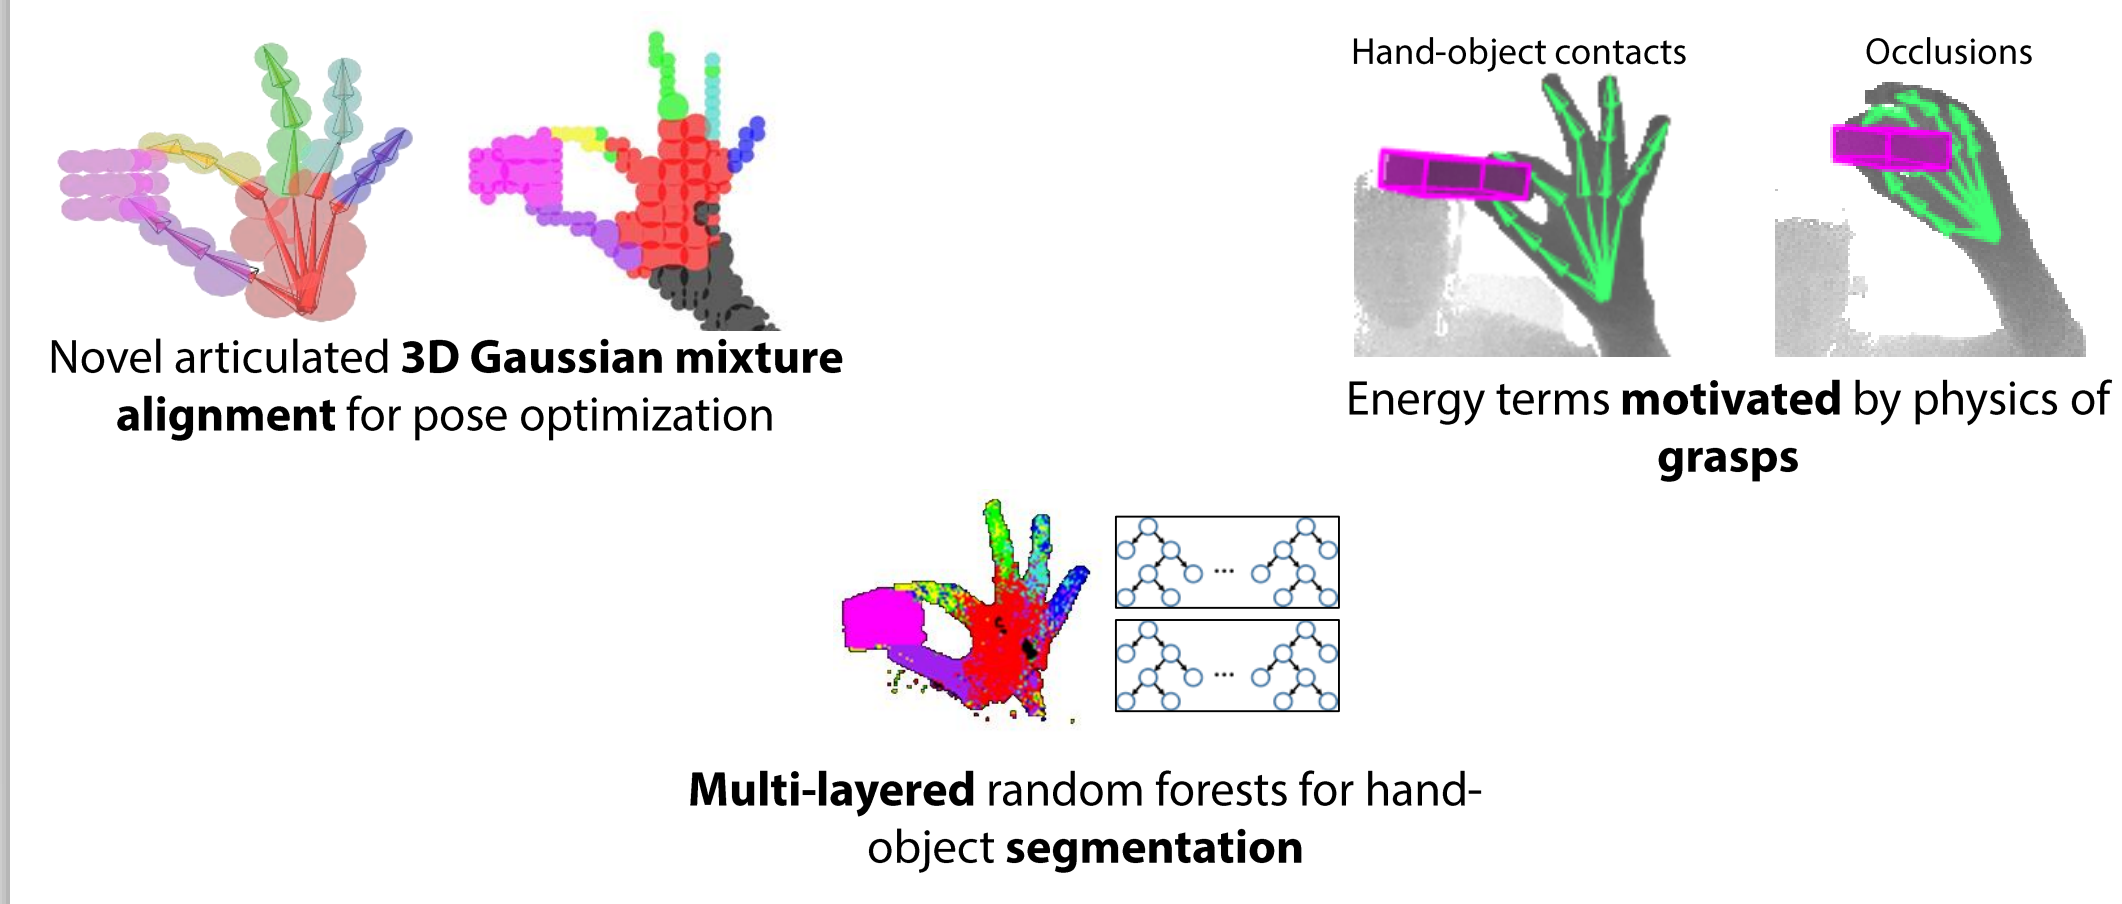 Novel articulated 3D Gaussian mixture
alignment for pose optimization
Hand-object contacts
Occlusions
Energy terms motivated by physics of
grasps
...
...
Multi-layered random forests for hand-
object segmentation